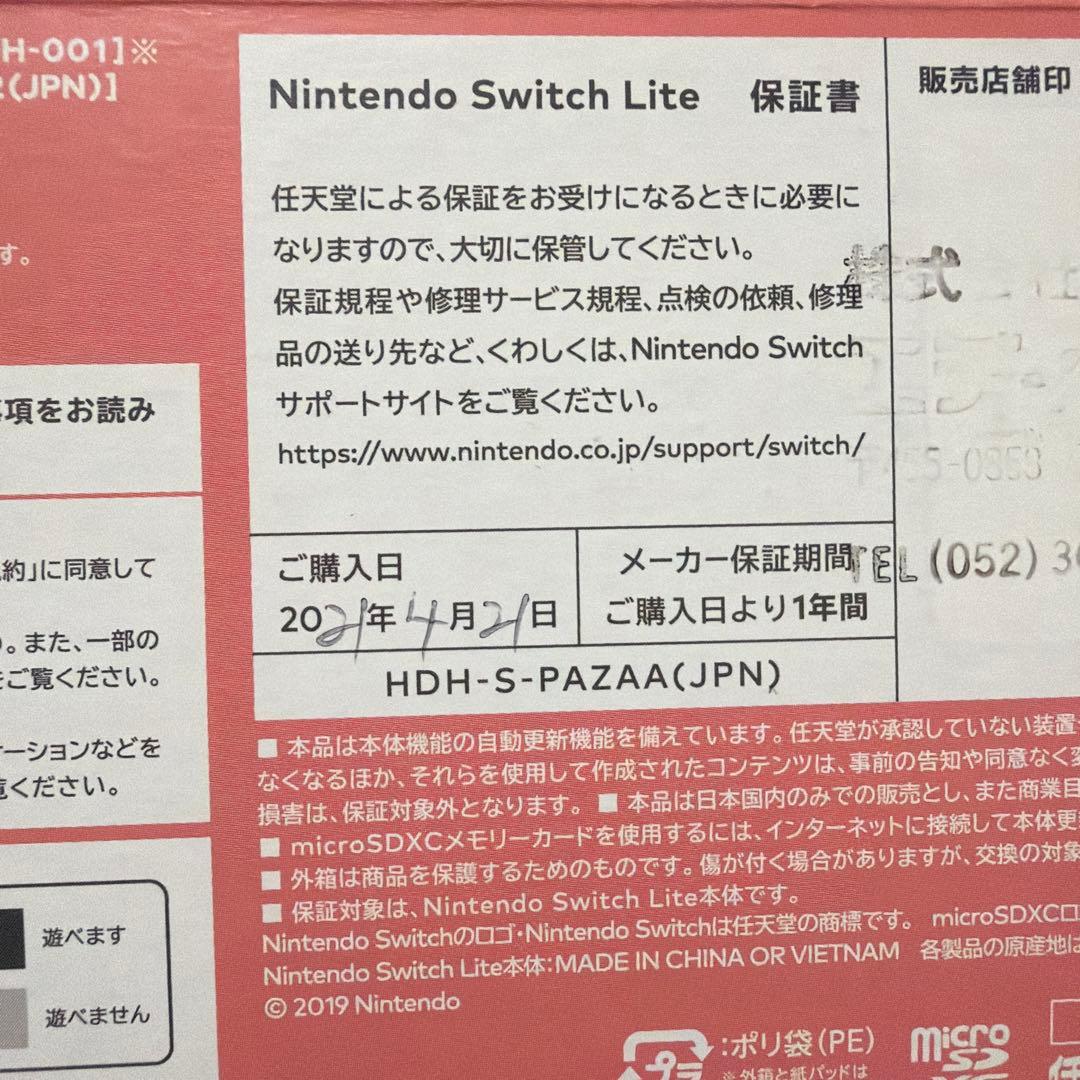 H-001]※
2(JPN)]
す。
事項をお読み
約」に同意して
。また、一部の
をご覧ください。
ーションなどを
覧ください。
遊べます
遊べません
Nintendo Switch Lite 保証書
任天堂による保証をお受けになるときに必要に
なりますので、大切に保管してください。
保証規程や修理サービス規程、点検の依頼、修理
品の送り先など、くわしくは、Nintendo Switch
サポートサイトをご覧ください。
https://www.nintendo.co.jp/support/switch/
ご購入日
2021年4月21日
メーカー保証期間
ご購入日より1年間
HDH-S-PAZAA(JPN)
販売店舗印
株式
TEL (052) 3
■ 本品は本体機能の自動更新機能を備えています。任天堂が承認していない装置
なくなるほか、それらを使用して作成されたコンテンツは、事前の告知や同意なく変
損害は、保証対象外となります。 ■ 本品は日本国内のみでの販売とし、また商業目
■ microSDXCメモリーカードを使用するには、インターネットに接続して本体更
■ 外箱は商品を保護するためのものです。傷が付く場合がありますが、交換の対象
■ 保証対象は、Nintendo Switch Lite本体です。
Nintendo Switchのロゴ・Nintendo Switchは任天堂の商標です。 microSDXCロ
Nintendo Switch Lite本体:MADE IN CHINA OR VIETNAM 各製品の原産地は
© 2019 Nintendo
プラ
:ポリ袋(PE)
※外箱と紙パッドは
micro
SD
任